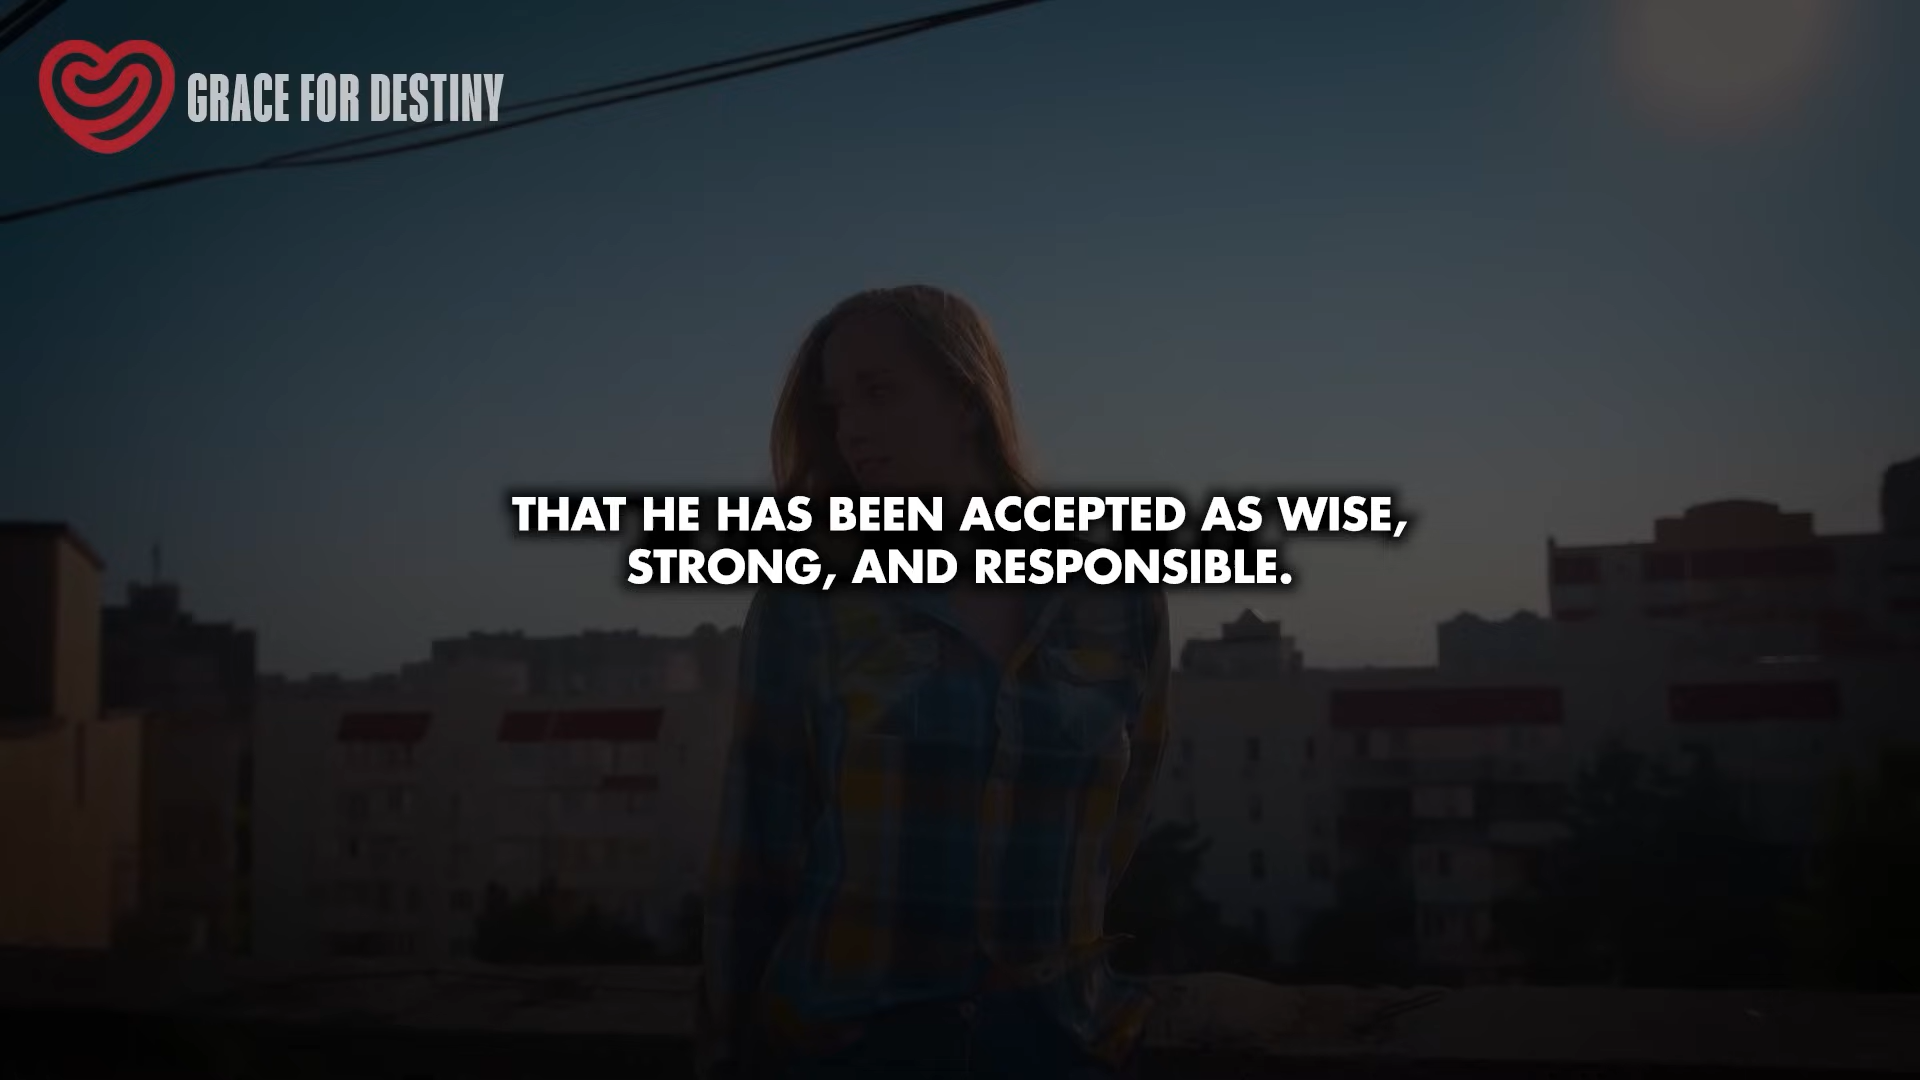 GRACE FOR DESTINY
THAT HE HAS BEEN ACCEPTED AS WISE,
STRONG, AND RESPONSIBLE.